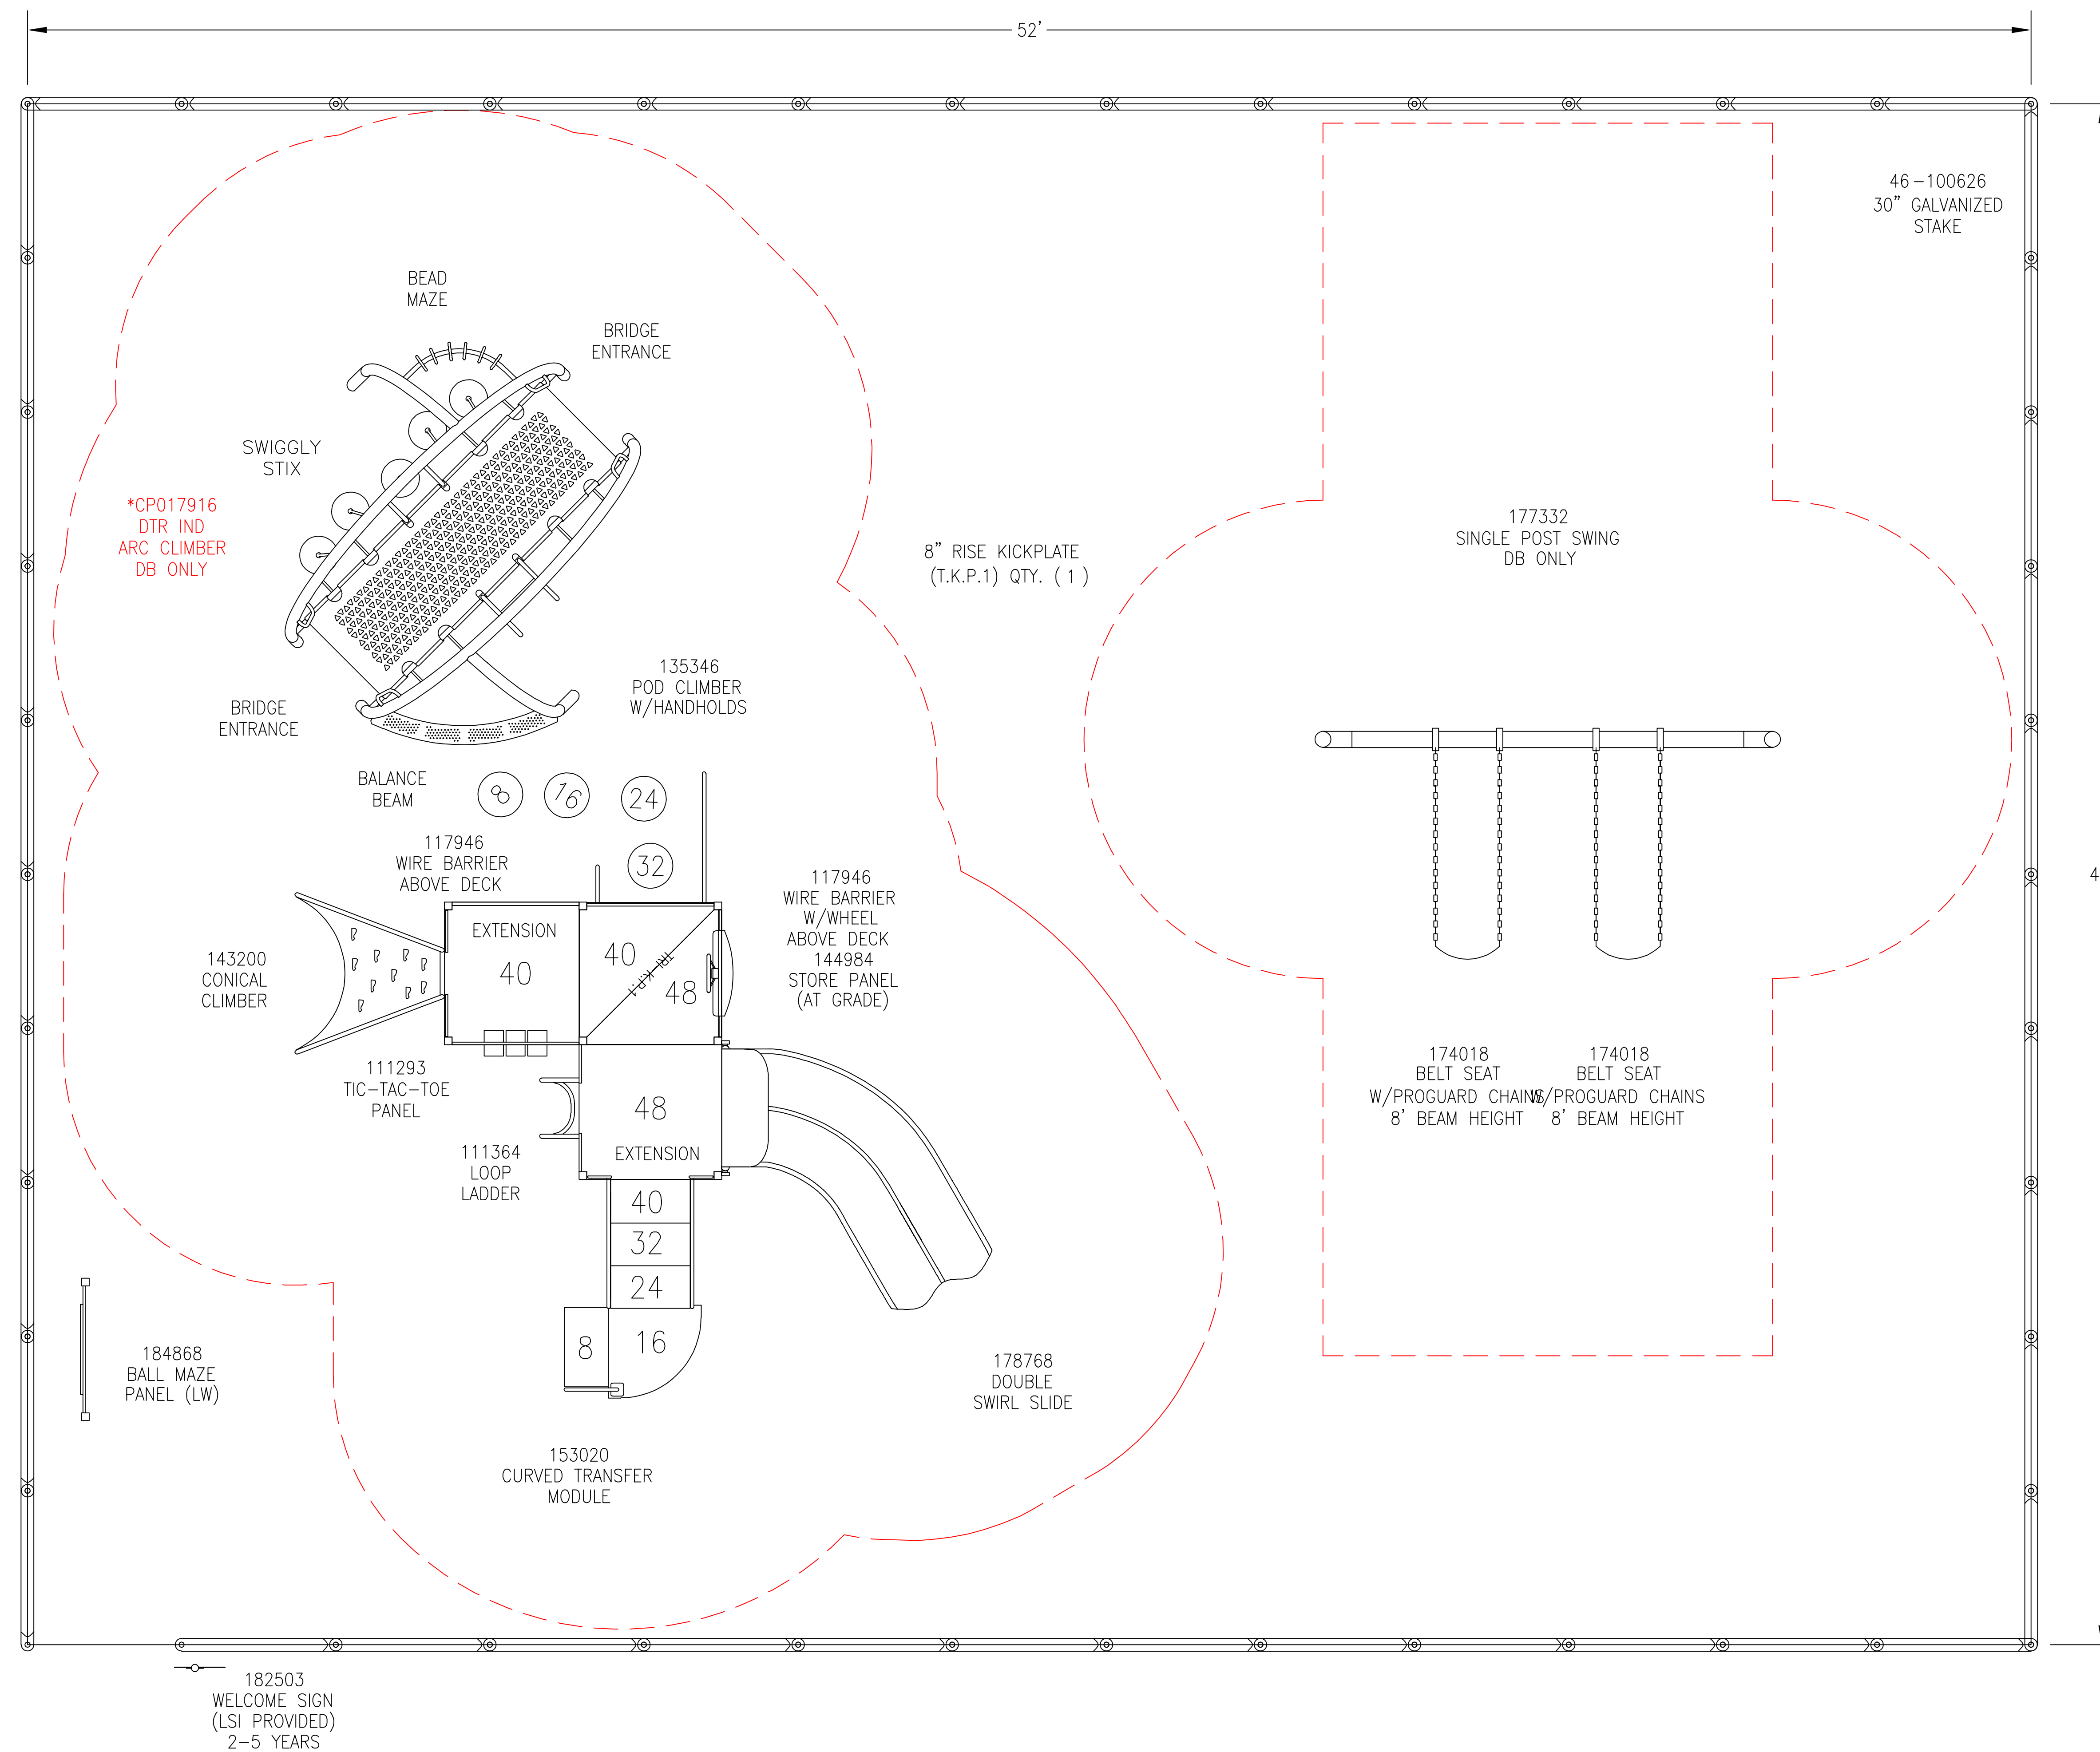 52'
46-100626
30" GALVANIZED
STAKE
BEAD
MAZE
BRIDGE
ENTRANCE
SWIGGLY
STIX
*CP017916
DTR IND
ARC CLIMBER
DB ONLY
8" RISE KICKPLATE
(T.K.P.1) QTY. ( 1 )
177332
SINGLE POST SWING
DB ONLY
135346
POD CLIMBER
W/HANDHOLDS
BRIDGE
ENTRANCE
BALANCE
BEAM
8
16
24
32
117946
WIRE BARRIER
ABOVE DECK
117946
WIRE BARRIER
W/WHEEL
ABOVE DECK
144984
STORE PANEL
(AT GRADE)
4
EXTENSION
40
40
48
143200
CONICAL
CLIMBER
111293
TIC-TAC-TOE
PANEL
48
EXTENSION
111364
LOOP
LADDER
174018
BELT SEAT
W/PROGUARD CHAINS
8' BEAM HEIGHT
174018
BELT SEAT
W/PROGUARD CHAINS
8' BEAM HEIGHT
40
32
24
16
8
184868
BALL MAZE
PANEL (LW)
178768
DOUBLE
SWIRL SLIDE
153020
CURVED TRANSFER
MODULE
182503
WELCOME SIGN
(LSI PROVIDED)
2-5 YEARS